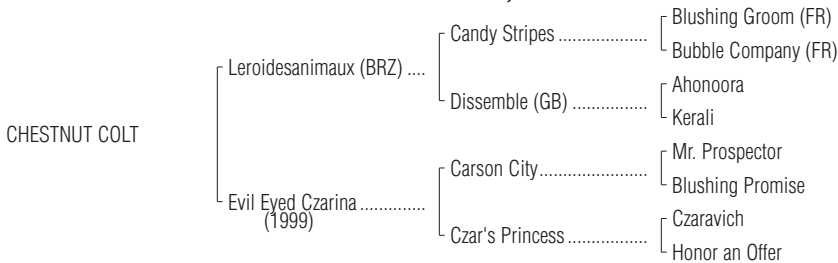 Blushing Groom (FR)
Candy Stripes ...................
Bubble Company (FR)
Leroidesanimaux (BRZ) ....
Ahonoora
Dissemble (GB) .................
Kerali
CHESTNUT COLT
Mr. Prospector
Carson City........................
Blushing Promise
Evil Eyed Czarina ..............
(1999)
Czaravich
Czar's Princess ..................
Honor an Offer